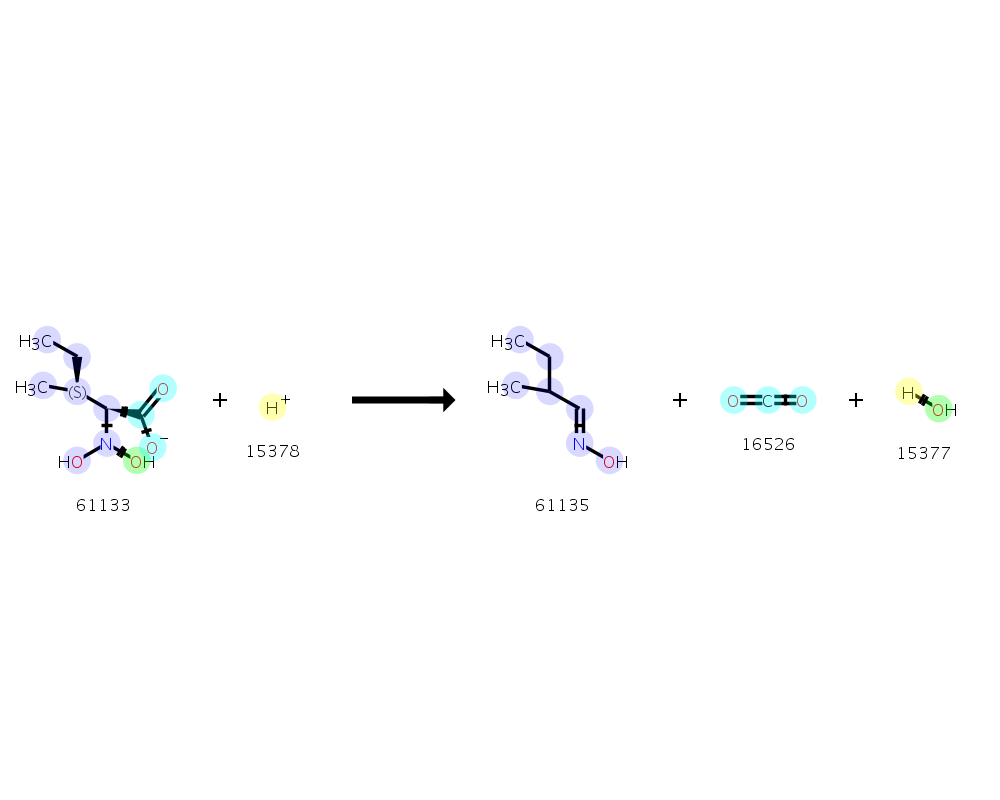 H3C
H3C (S) O
O−
N
HO OH
61133
+
H+
15378
H3C
H3C
N
OH
61135
+
O C O
16526
+
H
OH
15377